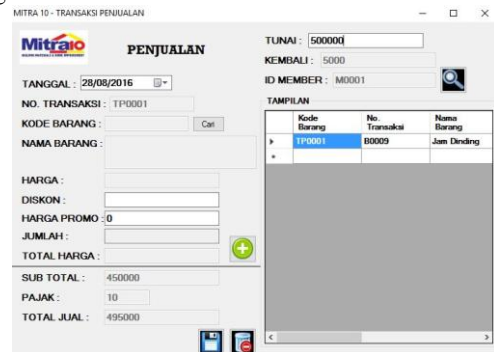 MITRA 10 - TRANSAKSI PENJUALAN
Mitra10
PENJUALAN
TANGGAL : 28/08/2016
NO. TRANSAKSI : TP0001
KODE BARANG : Cari
NAMA BARANG :
HARGA :
DISKON :
HARGA PROMO : 0
JUMLAH :
TOTAL HARGA :
SUB TOTAL : 450000
PAJAK : 10
TOTAL JUAL : 495000
TUNAI : 500000
KEMBALI : 5000
ID MEMBER : M0001
TAMPILAN
Kode Barang No. Transaksi Nama Barang
TP0001 B0009 Jam Dinding